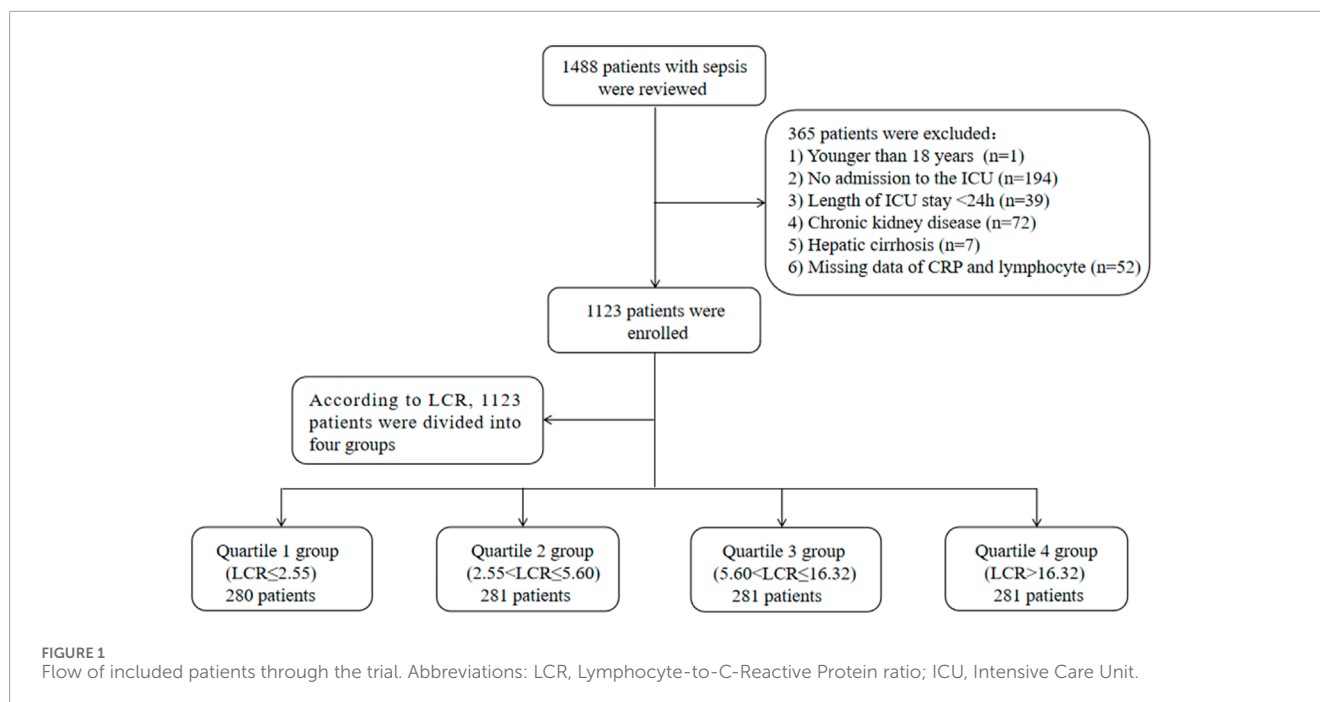 1488 patients with sepsis
were reviewed
365 patients were excluded：
1) Younger than 18 years (n=1)
2) No admission to the ICU (n=194)
3) Length of ICU stay <24h (n=39)
4) Chronic kidney disease (n=72)
5) Hepatic cirrhosis (n=7)
6) Missing data of CRP and lymphocyte (n=52)
1123 patients were
enrolled
According to LCR, 1123
patients were divided into
four groups
Quartile 1 group
(LCR≤2.55)
280 patients
Quartile 2 group
(2.55<LCR≤5.60)
281 patients
Quartile 3 group
(5.60<LCR≤16.32)
281 patients
Quartile 4 group
(LCR>16.32)
281 patients
FIGURE 1
Flow of included patients through the trial. Abbreviations: LCR, Lymphocyte-to-C-Reactive Protein ratio; ICU, Intensive Care Unit.